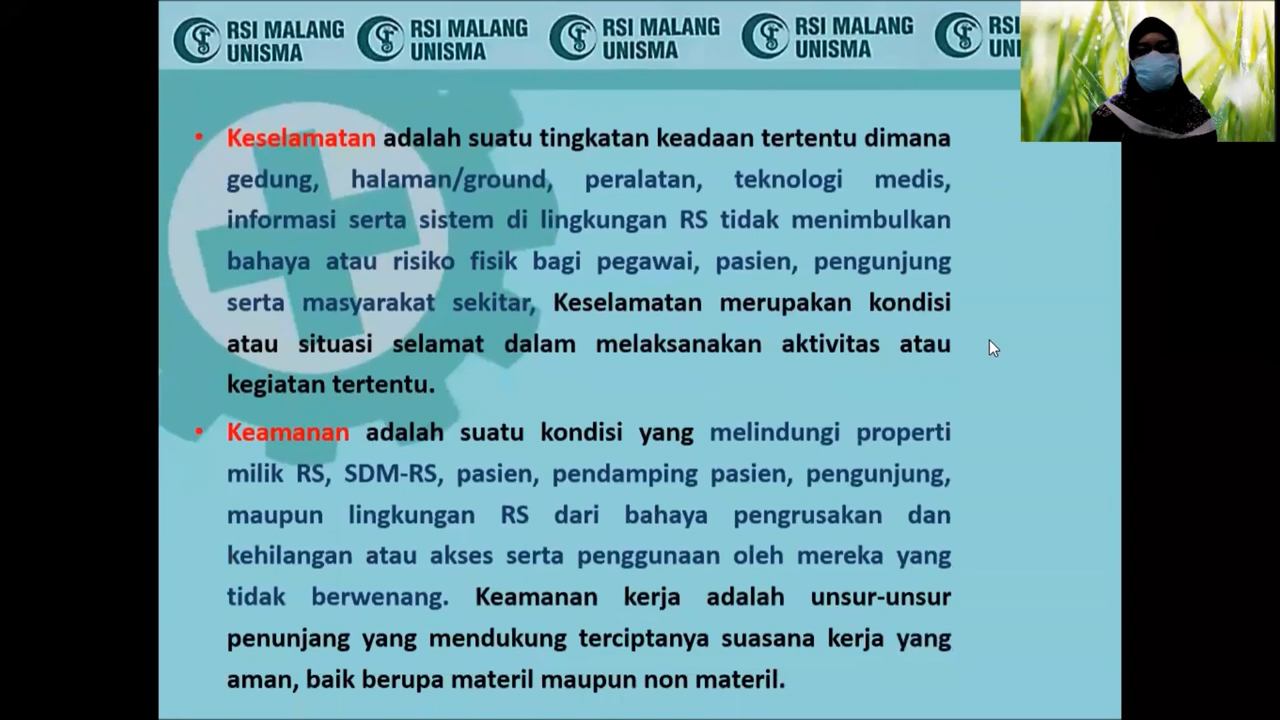 RSI MALANG UNISMA RSI MALANG UNISMA RSI MALANG UNISMA RSI MALANG UNISMA
• Keselamatan adalah suatu tingkatan keadaan tertentu dimana
gedung, halaman/ground, peralatan, teknologi medis,
informasi serta sistem di lingkungan RS tidak menimbulkan
bahaya atau risiko fisik bagi pegawai, pasien, pengunjung
serta masyarakat sekitar, Keselamatan merupakan kondisi
atau situasi selamat dalam melaksanakan aktivitas atau
kegiatan tertentu.
• Keamanan adalah suatu kondisi yang melindungi properti
milik RS, SDM-RS, pasien, pendamping pasien, pengunjung,
maupun lingkungan RS dari bahaya pengrusakan dan
kehilangan atau akses serta penggunaan oleh mereka yang
tidak berwenang. Keamanan kerja adalah unsur-unsur
penunjang yang mendukung terciptanya suasana kerja yang
aman, baik berupa materil maupun non materil.